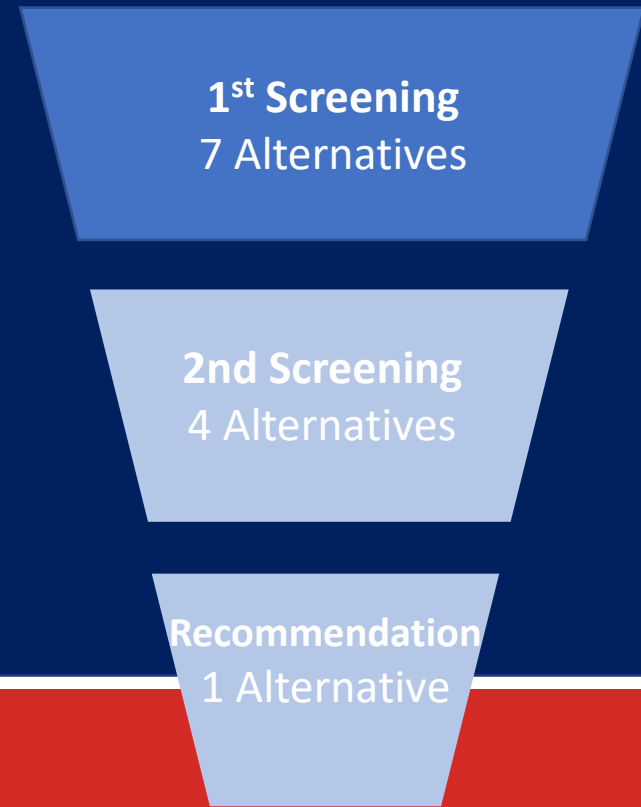 1st Screening
7 Alternatives
2nd Screening
4 Alternatives
Recommendation
1 Alternative